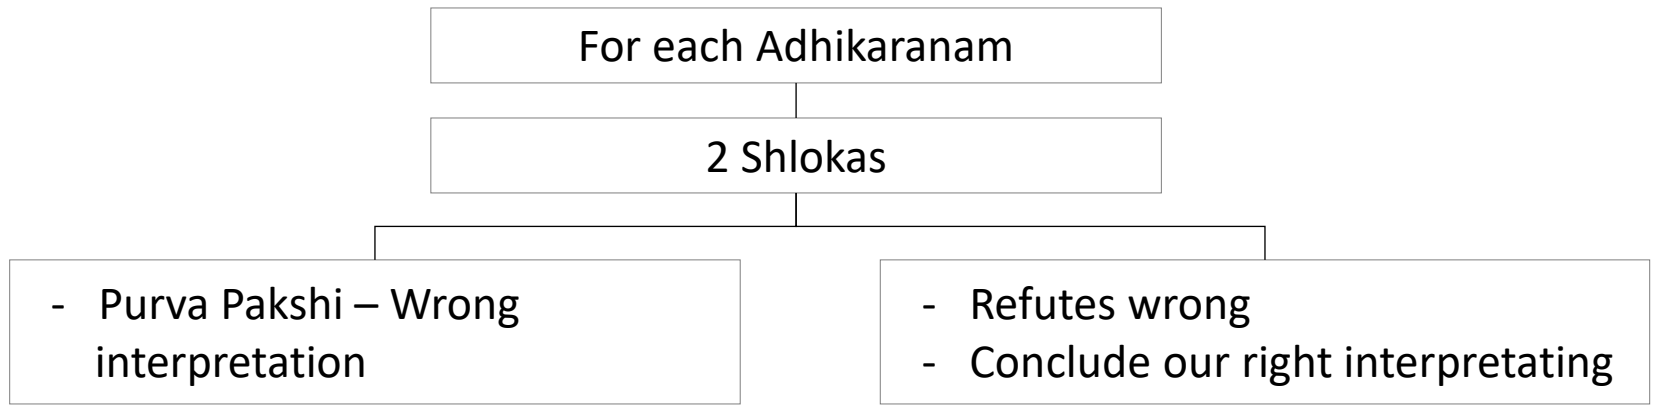 For each Adhikaranam
2 Shlokas
- Purva Pakshi – Wrong
interpretation
- Refutes wrong
- Conclude our right interpretating